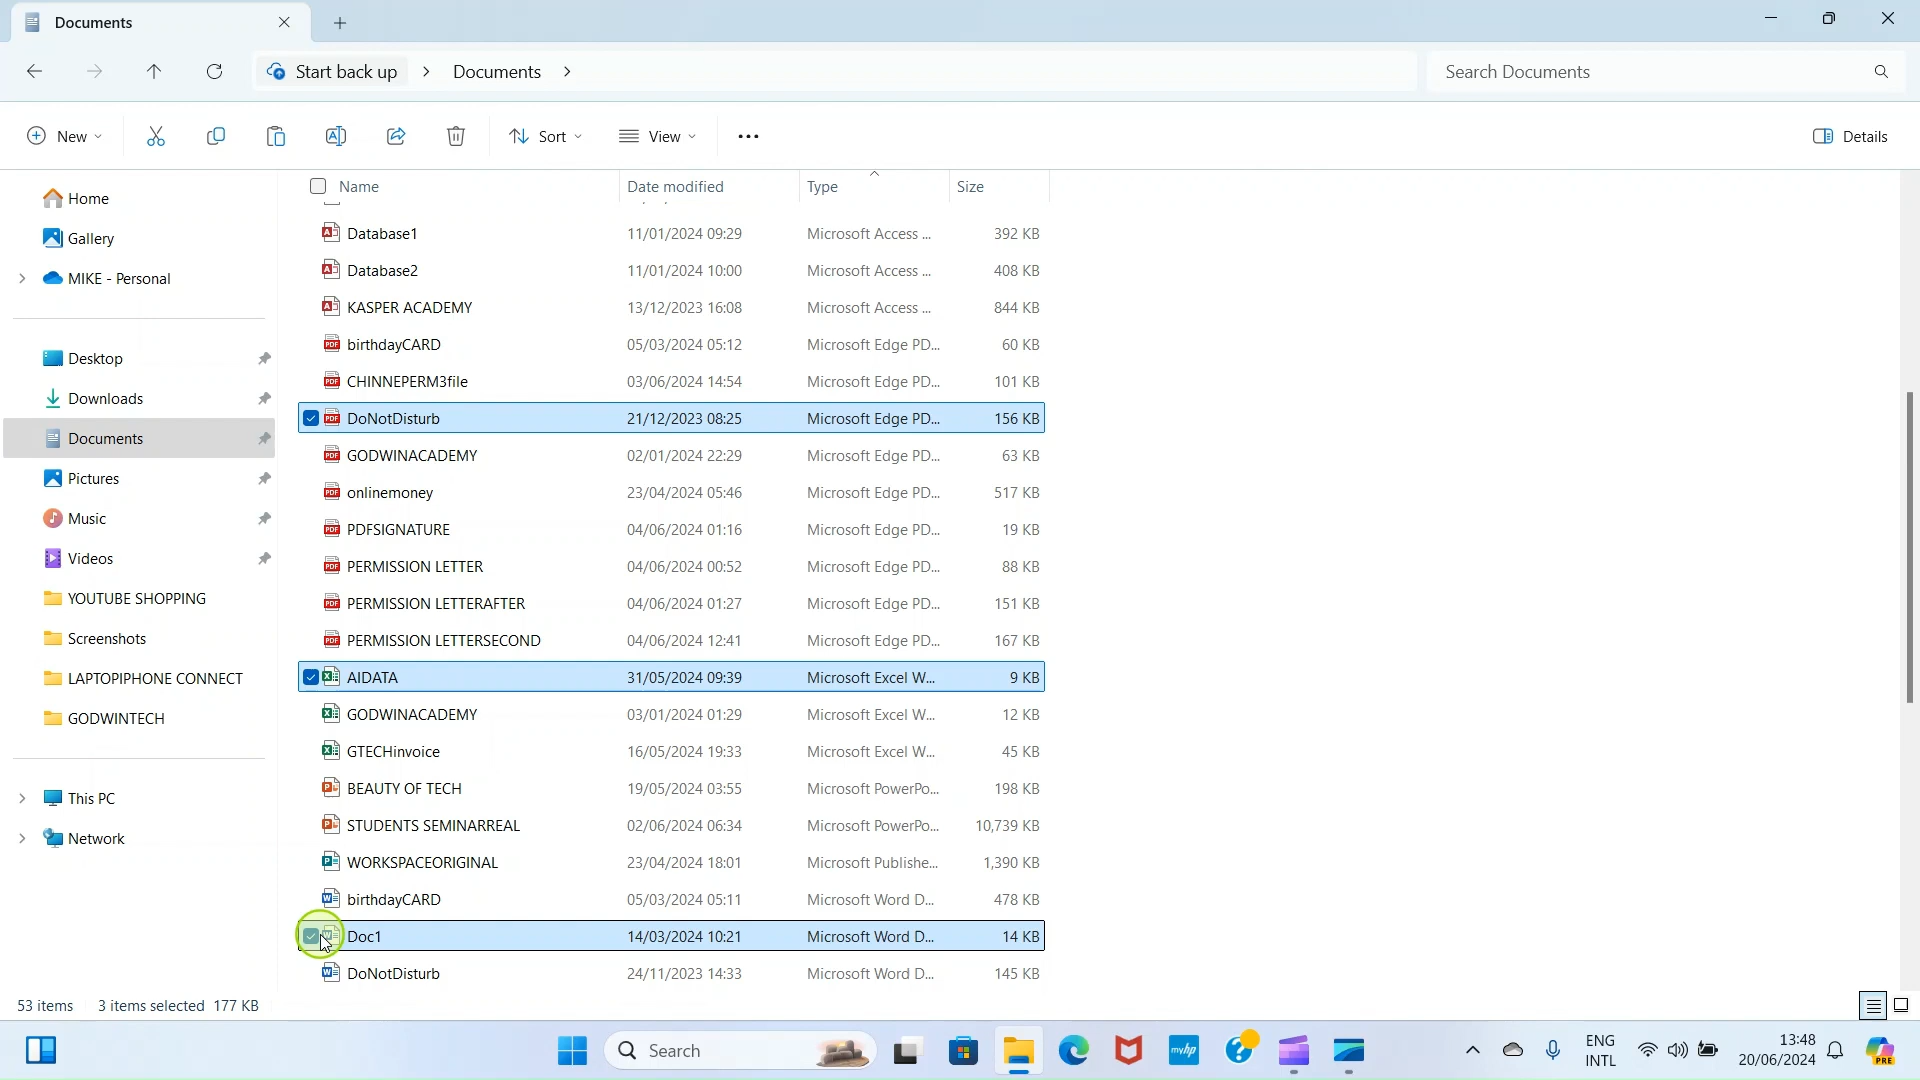 Documents
Start back up > Documents >
Search Documents
New
Sort
View
Details
Name Date modified Type Size
Database1 11/01/2024 09:29 Microsoft Access ... 392 KB
Database2 11/01/2024 10:00 Microsoft Access ... 408 KB
KASPER ACADEMY 13/12/2023 16:08 Microsoft Access ... 844 KB
birthdayCARD 05/03/2024 05:12 Microsoft Edge PD... 60 KB
CHINNEPERM3file 03/06/2024 14:54 Microsoft Edge PD... 101 KB
DoNotDisturb 21/12/2023 08:25 Microsoft Edge PD... 156 KB
GODWINACADEMY 02/01/2024 22:29 Microsoft Edge PD... 63 KB
onlinemoney 23/04/2024 05:46 Microsoft Edge PD... 517 KB
PDFSIGNATURE 04/06/2024 01:16 Microsoft Edge PD... 19 KB
PERMISSION LETTER 04/06/2024 00:52 Microsoft Edge PD... 88 KB
PERMISSION LETTERAFTER 04/06/2024 01:27 Microsoft Edge PD... 151 KB
PERMISSION LETTERSECOND 04/06/2024 12:41 Microsoft Edge PD... 167 KB
AIDATA 31/05/2024 09:39 Microsoft Excel W... 9 KB
GODWINACADEMY 03/01/2024 01:29 Microsoft Excel W... 12 KB
GTECHinvoice 16/05/2024 19:33 Microsoft Excel W... 45 KB
BEAUTY OF TECH 19/05/2024 03:55 Microsoft PowerPo... 198 KB
STUDENTS SEMINARREAL 02/06/2024 06:34 Microsoft PowerPo... 10,739 KB
WORKSPACEORIGINAL 23/04/2024 18:01 Microsoft Publishe... 1,390 KB
birthdayCARD 05/03/2024 05:11 Microsoft Word D... 478 KB
Doc1 14/03/2024 10:21 Microsoft Word D... 14 KB
DoNotDisturb 24/11/2023 14:33 Microsoft Word D... 145 KB
Home
Gallery
MIKE - Personal
Desktop
Downloads
Documents
Pictures
Music
Videos
YOUTUBE SHOPPING
Screenshots
LAPTOPIPHONE CONNECT
GODWINTECH
This PC
Network
53 items 3 items selected 177 KB
Search
myhp
ENG
INTL
13:48
20/06/2024
PRE